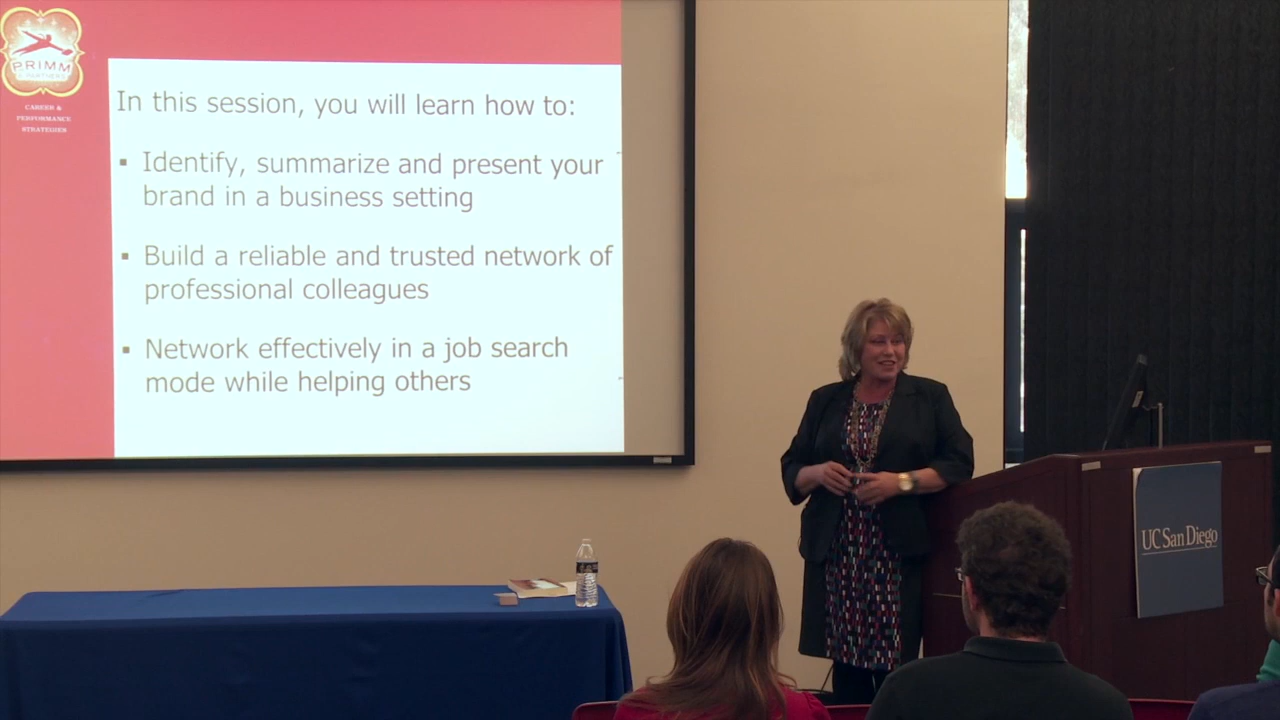 PRIMM
& PARTNERS
CAREER &
PERFORMANCE
STRATEGIES
In this session, you will learn how to:
▪ Identify, summarize and present your
brand in a business setting
▪ Build a reliable and trusted network of
professional colleagues
▪ Network effectively in a job search
mode while helping others
UC San Diego